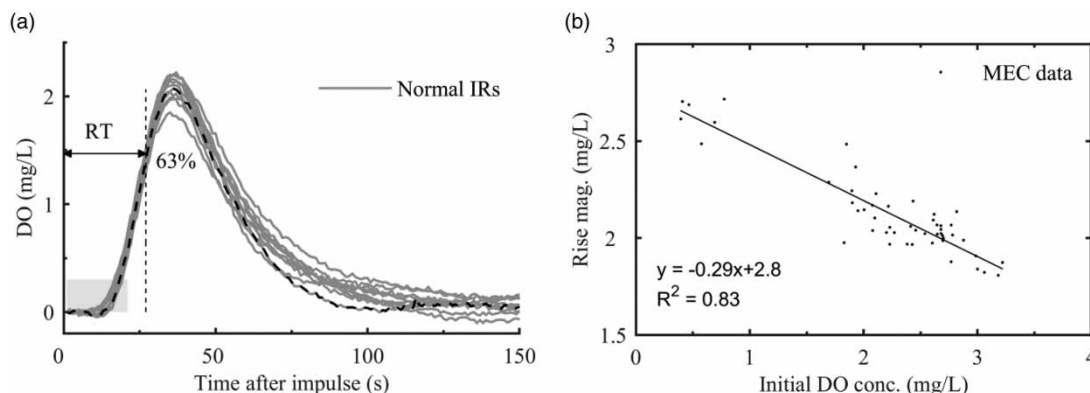 (a)
2
1
0
DO (mg/L)
Normal IRs
RT
63%
0
50
100
150
Time after impulse (s)
(b)
3
2.5
2
1.5
Rise mag. (mg/L)
MEC data
y = -0.29x+2.8
R² = 0.83
0
1
2
3
4
Initial DO conc. (mg/L)